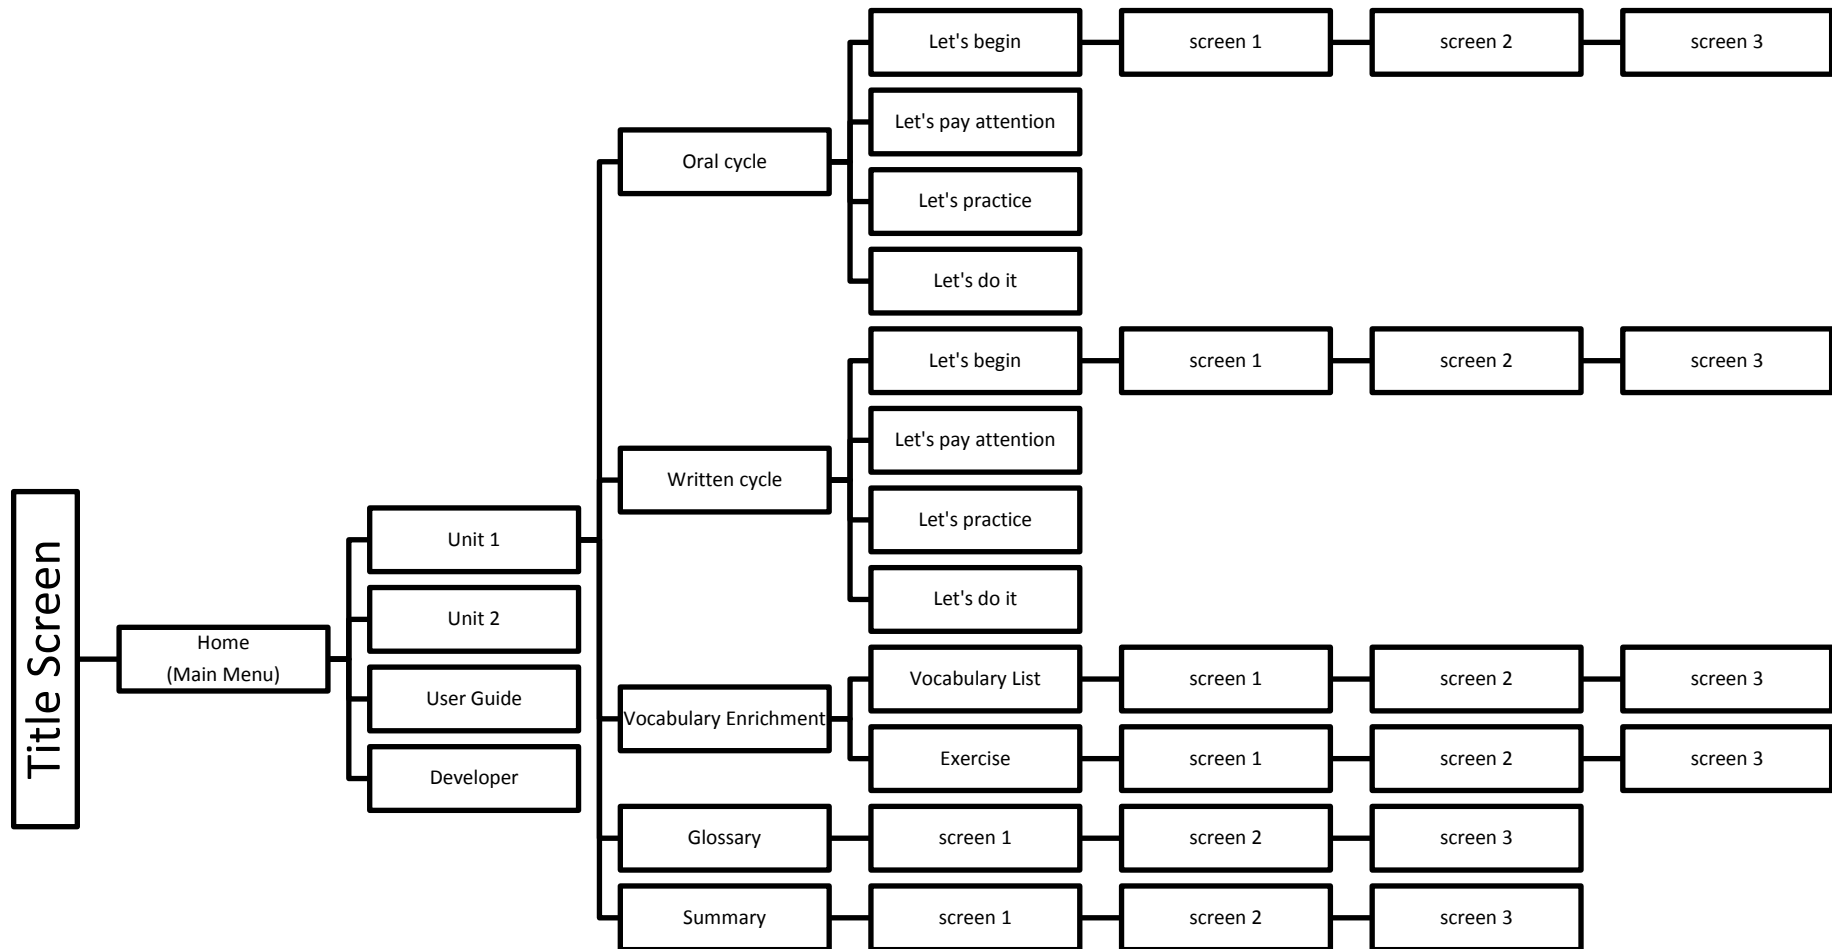 Title Screen
Home
(Main Menu)
Unit 1
Unit 2
User Guide
Developer
Oral cycle
Let's begin
screen 1
screen 2
screen 3
Let's pay attention
Let's practice
Let's do it
Written cycle
Let's begin
screen 1
screen 2
screen 3
Let's pay attention
Let's practice
Let's do it
Vocabulary Enrichment
Vocabulary List
screen 1
screen 2
screen 3
Exercise
screen 1
screen 2
screen 3
Glossary
screen 1
screen 2
screen 3
Summary
screen 1
screen 2
screen 3